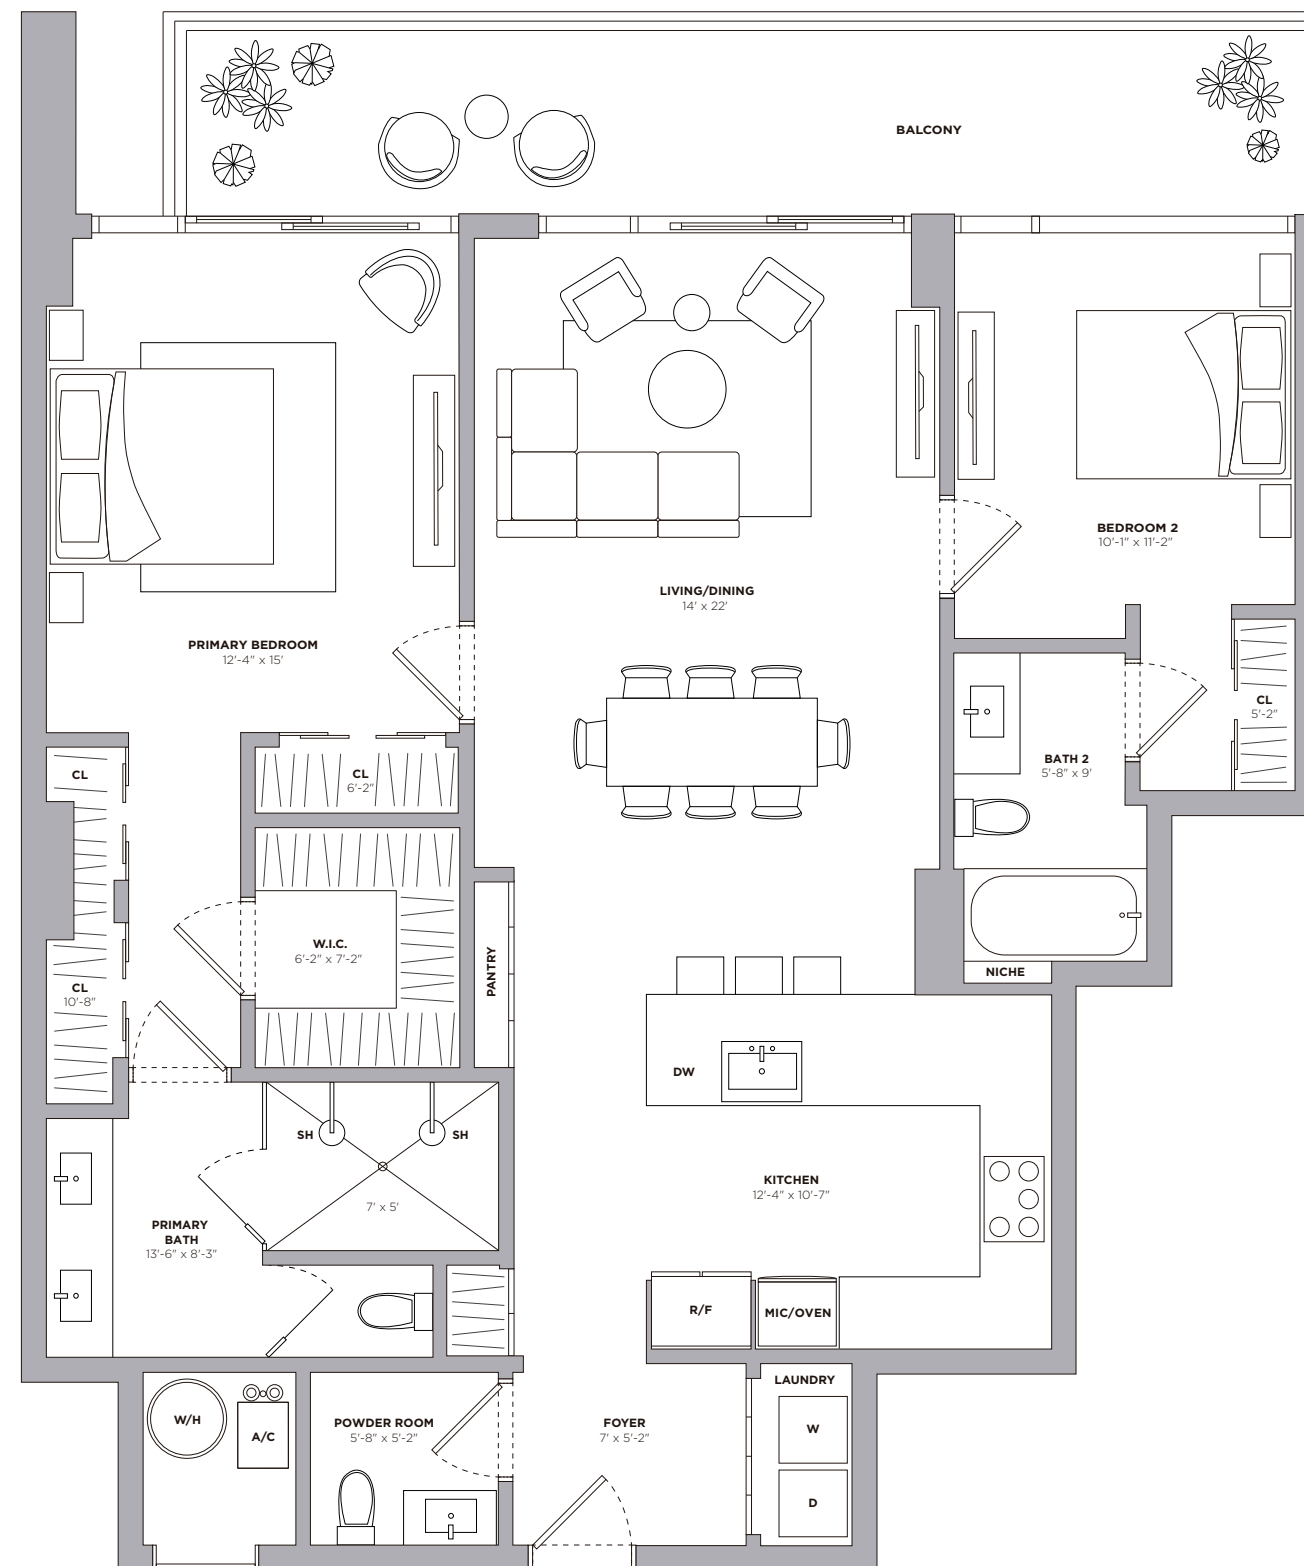 BALCONY
BEDROOM 2
10'-1" x 11'-2"
LIVING/DINING
14' x 22'
PRIMARY BEDROOM
12'-4" x 15'
CL
5'-2"
BATH 2
5'-8" x 9'
CL
CL
6'-2"
W.I.C.
6'-2" x 7'-2"
PANTRY
NICHE
CL
10'-8"
DW
SH
SH
KITCHEN
12'-4" x 10'-7"
7' x 5'
PRIMARY
BATH
13'-6" x 8'-3"
R/F
MIC/OVEN
LAUNDRY
W/H
A/C
POWDER ROOM
5'-8" x 5'-2"
FOYER
7' x 5'-2"
W
D